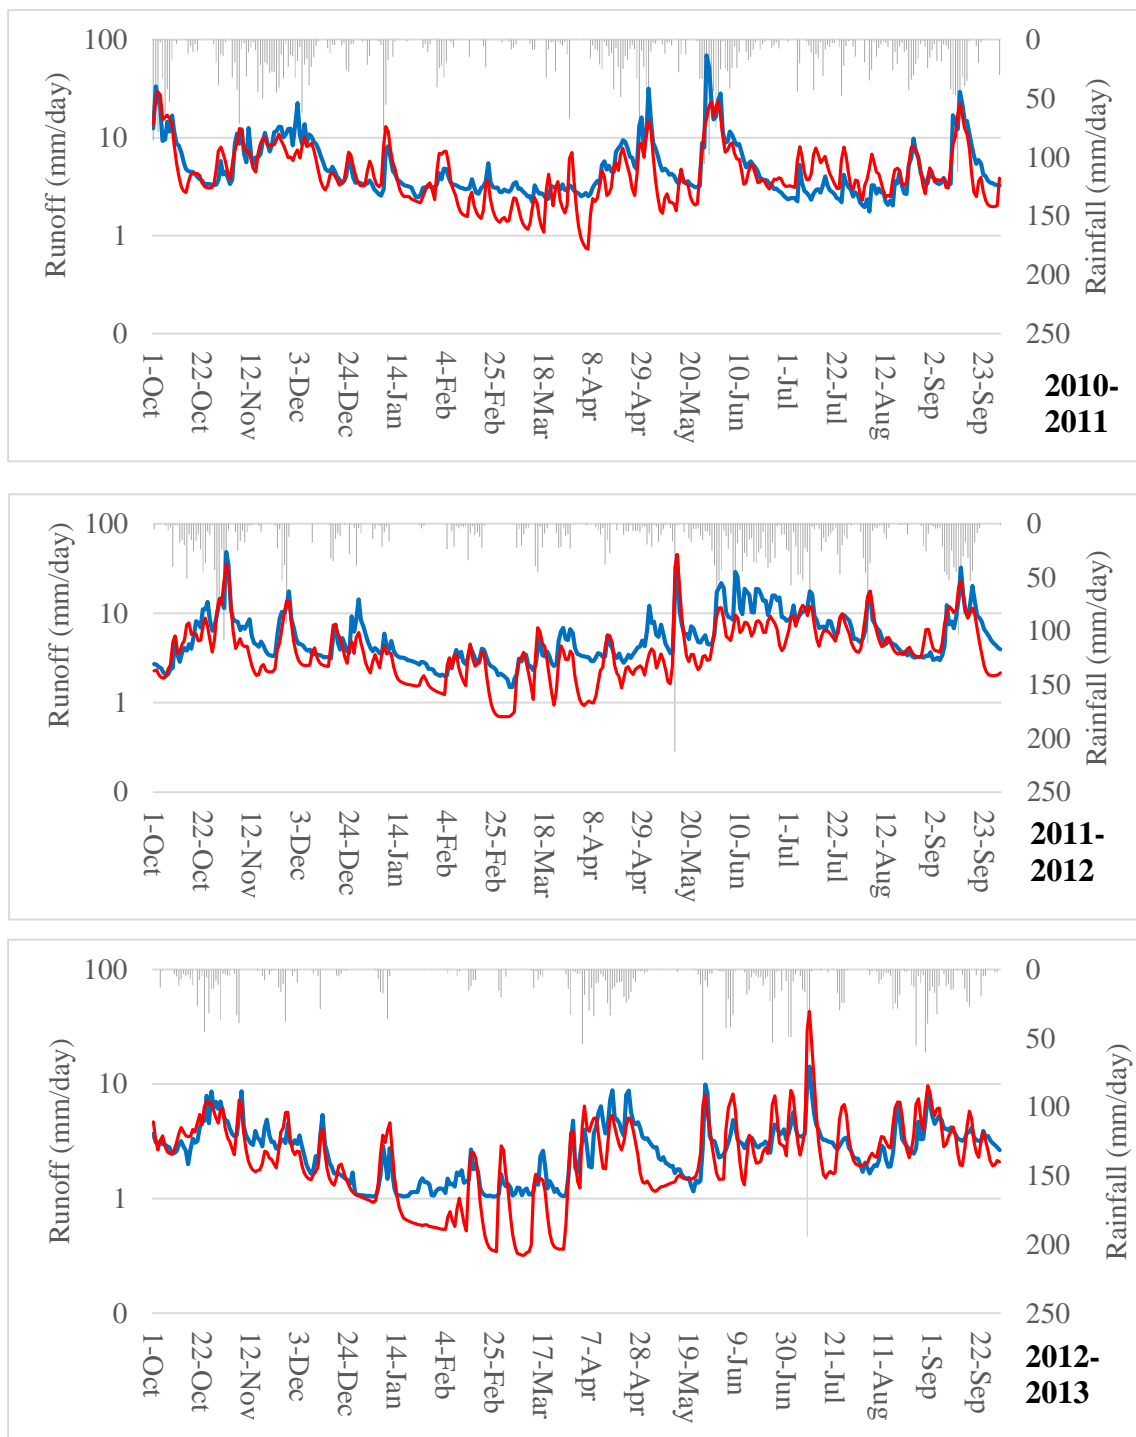 100
10
1
0
Runoff (mm/day)
0
50
100
150
200
250
Rainfall (mm/day)
1-Oct
22-Oct
12-Nov
3-Dec
24-Dec
14-Jan
4-Feb
25-Feb
18-Mar
8-Apr
29-Apr
20-May
10-Jun
1-Jul
22-Jul
12-Aug
2-Sep
23-Sep
2010-
2011
100
10
1
0
Runoff (mm/day)
0
50
100
150
200
250
Rainfall (mm/day)
1-Oct
22-Oct
12-Nov
3-Dec
24-Dec
14-Jan
4-Feb
25-Feb
18-Mar
8-Apr
29-Apr
20-May
10-Jun
1-Jul
22-Jul
12-Aug
2-Sep
23-Sep
2011-
2012
100
10
1
0
Runoff (mm/day)
0
50
100
150
200
250
Rainfall (mm/day)
1-Oct
22-Oct
12-Nov
3-Dec
24-Dec
14-Jan
4-Feb
25-Feb
17-Mar
7-Apr
28-Apr
19-May
9-Jun
30-Jun
21-Jul
11-Aug
1-Sep
22-Sep
2012-
2013